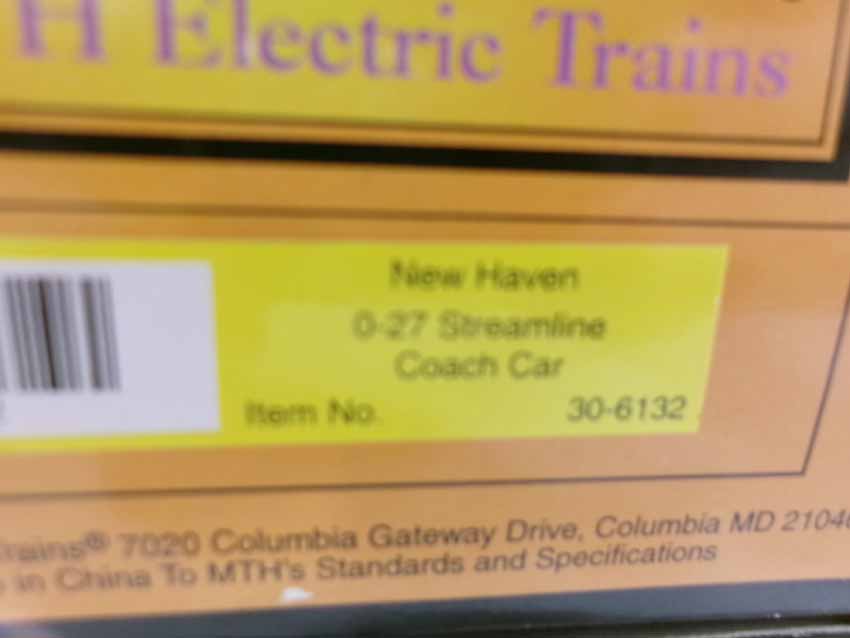 H Electric Trains
New Haven
0-27 Streamline
Coach Car
Item No. 30-6132
Trains® 7020 Columbia Gateway Drive, Columbia MD 21046
in China To MTH's Standards and Specifications